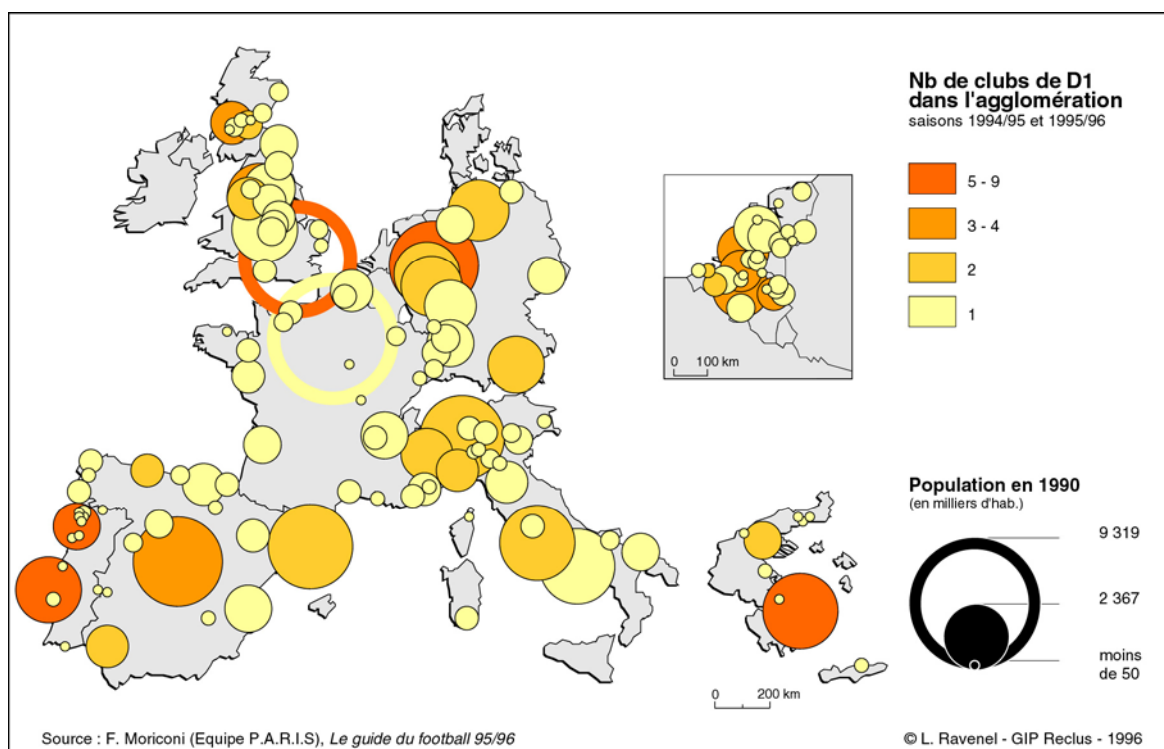 Nb de clubs de D1
dans l'agglomération
saisons 1994/95 et 1995/96
5 - 9
3 - 4
2
1
0 100 km
Population en 1990
(en milliers d'hab.)
9 319
2 367
moins
de 50
0 200 km
Source : F. Moriconi (Equipe P.A.R.I.S), Le guide du football 95/96
© L. Ravenel - GIP Reclus - 1996